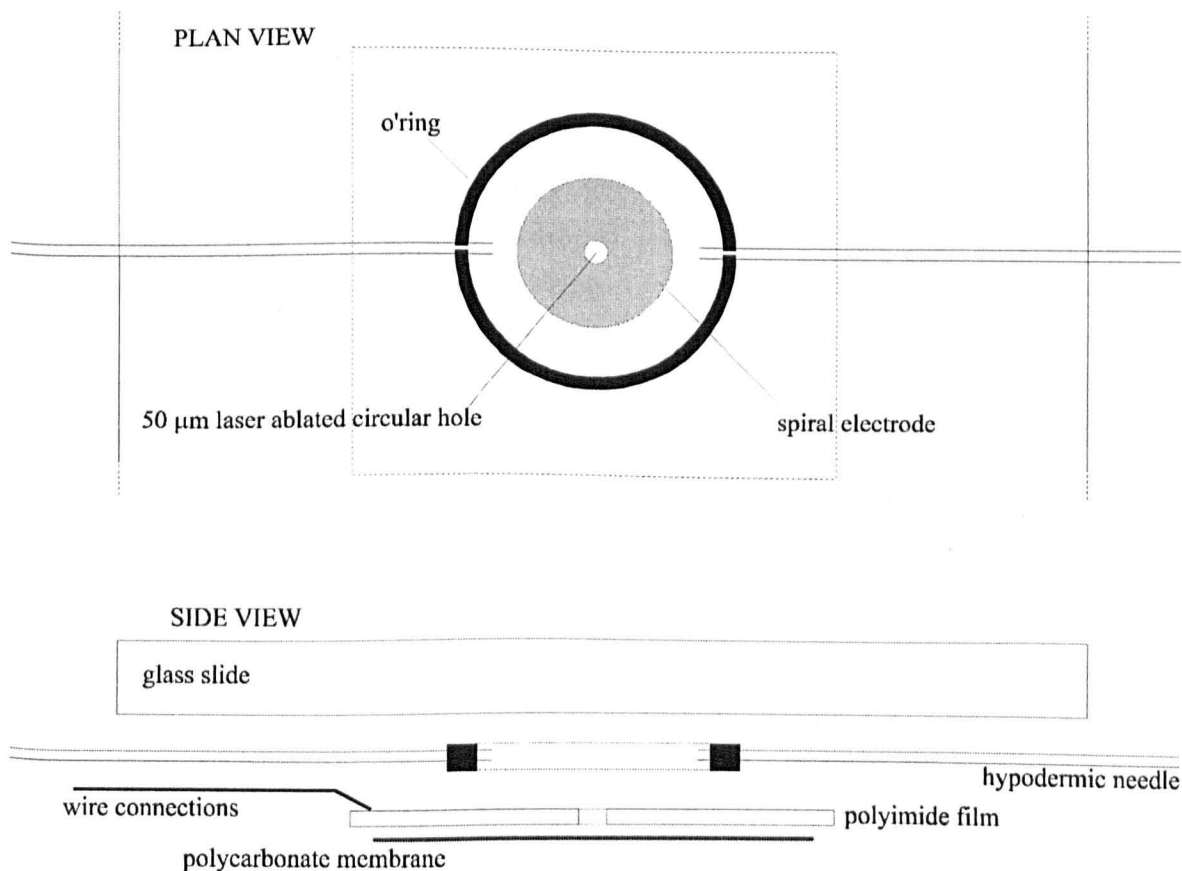 PLAN VIEW
o'ring
50 μm laser ablated circular hole
spiral electrode
SIDE VIEW
glass slide
hypodermic needle
wire connections
polyimide film
polycarbonate membrane